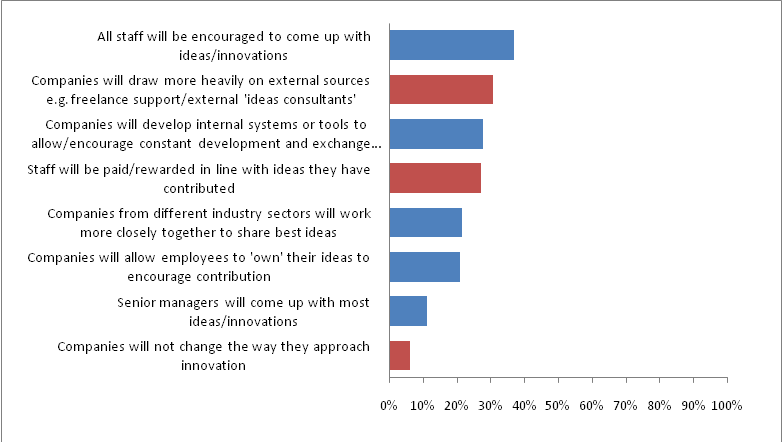 All staff will be encouraged to come up with
ideas/innovations
Companies will draw more heavily on external sources
e.g. freelance support/external 'ideas consultants'
Companies will develop internal systems or tools to
allow/encourage constant development and exchange...
Staff will be paid/rewarded in line with ideas they have
contributed
Companies from different industry sectors will work
more closely together to share best ideas
Companies will allow employees to 'own' their ideas to
encourage contribution
Senior managers will come up with most
ideas/innovations
Companies will not change the way they approach
innovation
0% 10% 20% 30% 40% 50% 60% 70% 80% 90% 100%